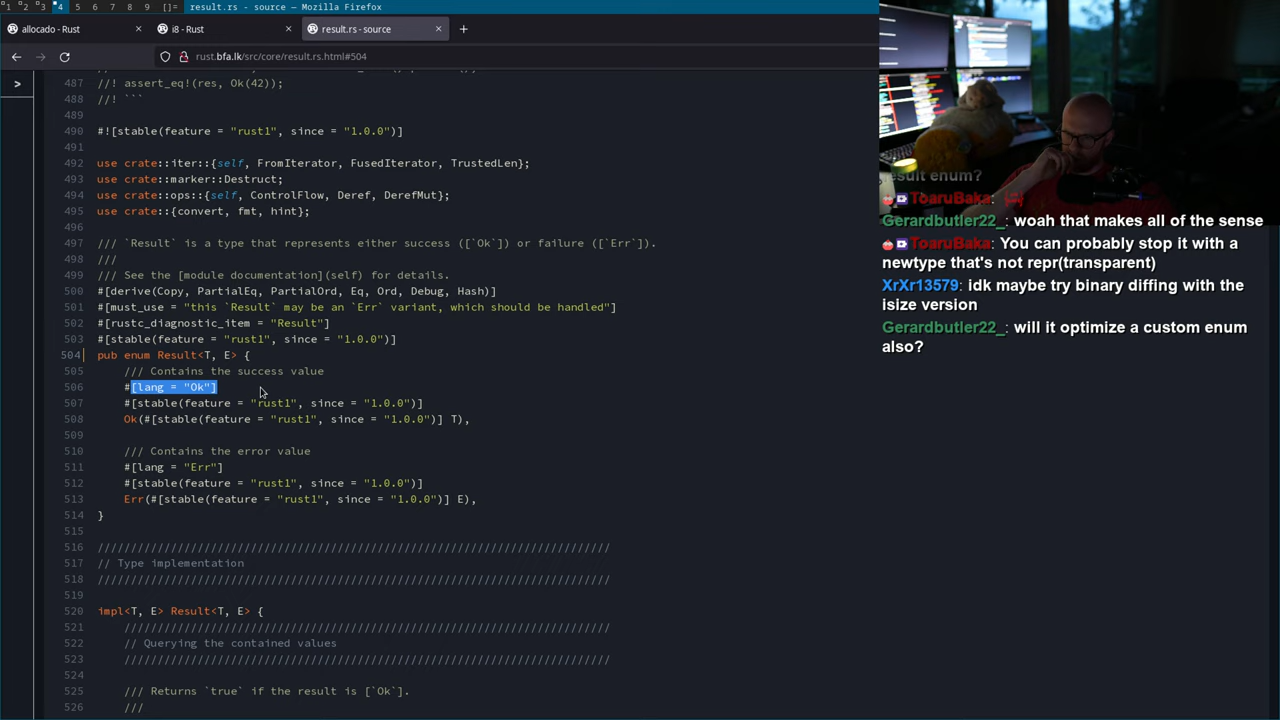 1 2 3 4 5 6 7 8 9 []= result.rs - source — Mozilla Firefox
allocado - Rust × i8 - Rust × result.rs - source × +
rust.bfa.lk/src/core/result.rs.html#504
>
487 //! assert_eq!(res, Ok(42));
488 //! ```
489
490 #![stable(feature = "rust1", since = "1.0.0")]
491
492 use crate::iter::{self, FromIterator, FusedIterator, TrustedLen};
493 use crate::marker::Destruct;
494 use crate::ops::{self, ControlFlow, Deref, DerefMut};
495 use crate::{convert, fmt, hint};
496
497 /// `Result` is a type that represents either success ([`Ok`]) or failure ([`Err`]).
498 ///
499 /// See the [module documentation](self) for details.
500 #[derive(Copy, PartialEq, PartialOrd, Eq, Ord, Debug, Hash)]
501 #[must_use = "this `Result` may be an `Err` variant, which should be handled"]
502 #[rustc_diagnostic_item = "Result"]
503 #[stable(feature = "rust1", since = "1.0.0")]
504 pub enum Result<T, E> {
505 /// Contains the success value
506 #[lang = "Ok"]
507 #[stable(feature = "rust1", since = "1.0.0")]
508 Ok(#[stable(feature = "rust1", since = "1.0.0")] T),
509
510 /// Contains the error value
511 #[lang = "Err"]
512 #[stable(feature = "rust1", since = "1.0.0")]
513 Err(#[stable(feature = "rust1", since = "1.0.0")] E),
514 }
515
516 ////////////////////////////////////////////////////////////////////////////
517 // Type implementation
518 ////////////////////////////////////////////////////////////////////////////
519
520 impl<T, E> Result<T, E> {
521 ////////////////////////////////////////////////////////////////////////
522 // Querying the contained values
523 ////////////////////////////////////////////////////////////////////////
524
525 /// Returns `true` if the result is [`Ok`].
526 ///
result enum?
ToaruBaka:
Gerardbutler22_: woah that makes all of the sense
ToaruBaka: You can probably stop it with a
newtype that's not repr(transparent)
XrXr13579: idk maybe try binary diffing with the
isize version
Gerardbutler22_: will it optimize a custom enum
also?